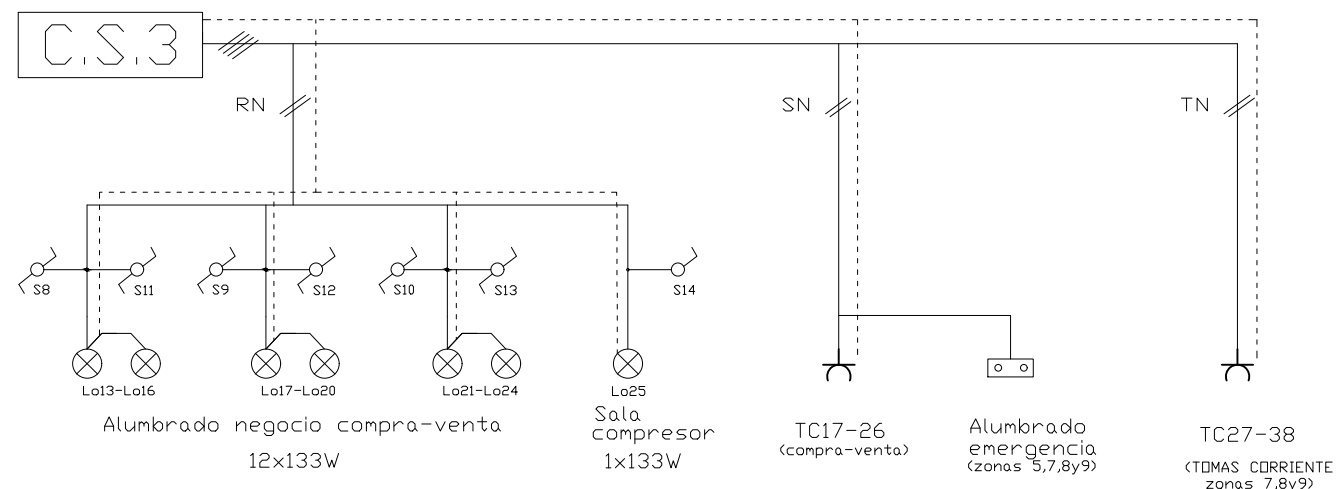 C.S.3
RN
SN
TN
S8
S11
S9
S12
S10
S13
S14
Lo13-Lo16
Lo17-Lo20
Lo21-Lo24
Lo25
Alumbrado negocio compra-venta
12x133W
Sala
compresor
1x133W
TC17-26
(compra-venta)
Alumbrado
emergencia
(zonas 5,7,8y9)
TC27-38
(TOMAS CORRIENTE
zonas 7,8y9)